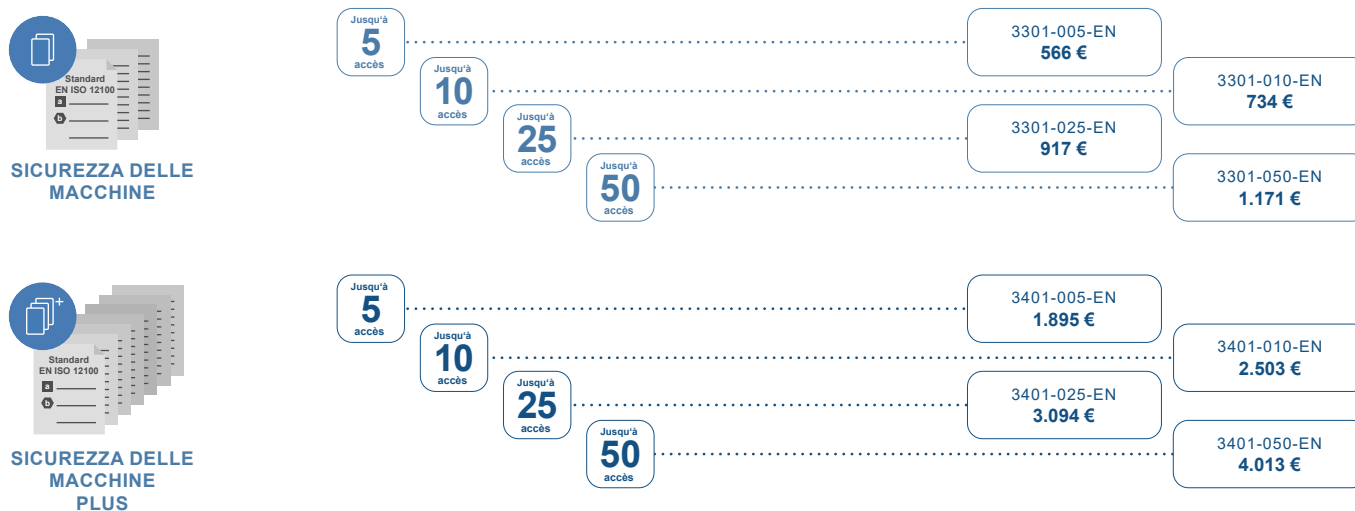 Standard
EN ISO 12100
a
b
SICUREZZA DELLE
MACCHINE
Jusqu'à
5
accès
3301-005-EN
566 €
Jusqu'à
10
accès
3301-010-EN
734 €
Jusqu'à
25
accès
3301-025-EN
917 €
Jusqu'à
50
accès
3301-050-EN
1.171 €
Standard
EN ISO 12100
a
b
SICUREZZA DELLE
MACCHINE
PLUS
Jusqu'à
5
accès
3401-005-EN
1.895 €
Jusqu'à
10
accès
3401-010-EN
2.503 €
Jusqu'à
25
accès
3401-025-EN
3.094 €
Jusqu'à
50
accès
3401-050-EN
4.013 €